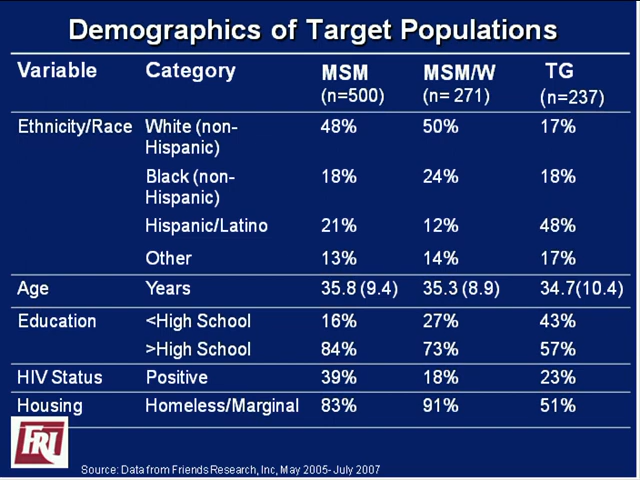 Demographics of Target Populations
Variable Category MSM (n=500) MSM/W (n= 271) TG (n=237)
Ethnicity/Race White (non-Hispanic) 48% 50% 17%
Black (non-Hispanic) 18% 24% 18%
Hispanic/Latino 21% 12% 48%
Other 13% 14% 17%
Age Years 35.8 (9.4) 35.3 (8.9) 34.7(10.4)
Education <High School 16% 27% 43%
>High School 84% 73% 57%
HIV Status Positive 39% 18% 23%
Housing Homeless/Marginal 83% 91% 51%
FRI
Source: Data from Friends Research, Inc, May 2005- July 2007